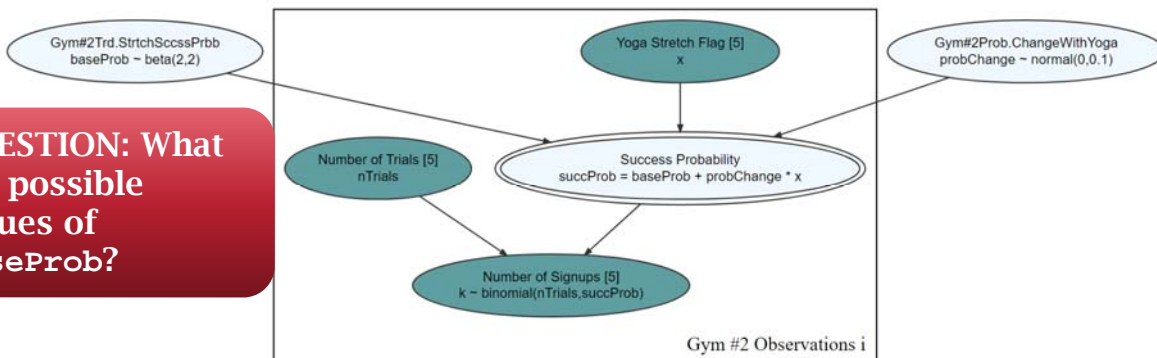 Gym#2Trd.StrtchSccssPrbb
baseProb ~ beta(2,2)
Yoga Stretch Flag [5]
x
Gym#2Prob.ChangeWithYoga
probChange ~ normal(0,0.1)
ESTION: What
possible
ues of
seProb?
Number of Trials [5]
nTrials
Success Probability
succProb = baseProb + probChange * x
Number of Signups [5]
k ~ binomial(nTrials,succProb)
Gym #2 Observations i